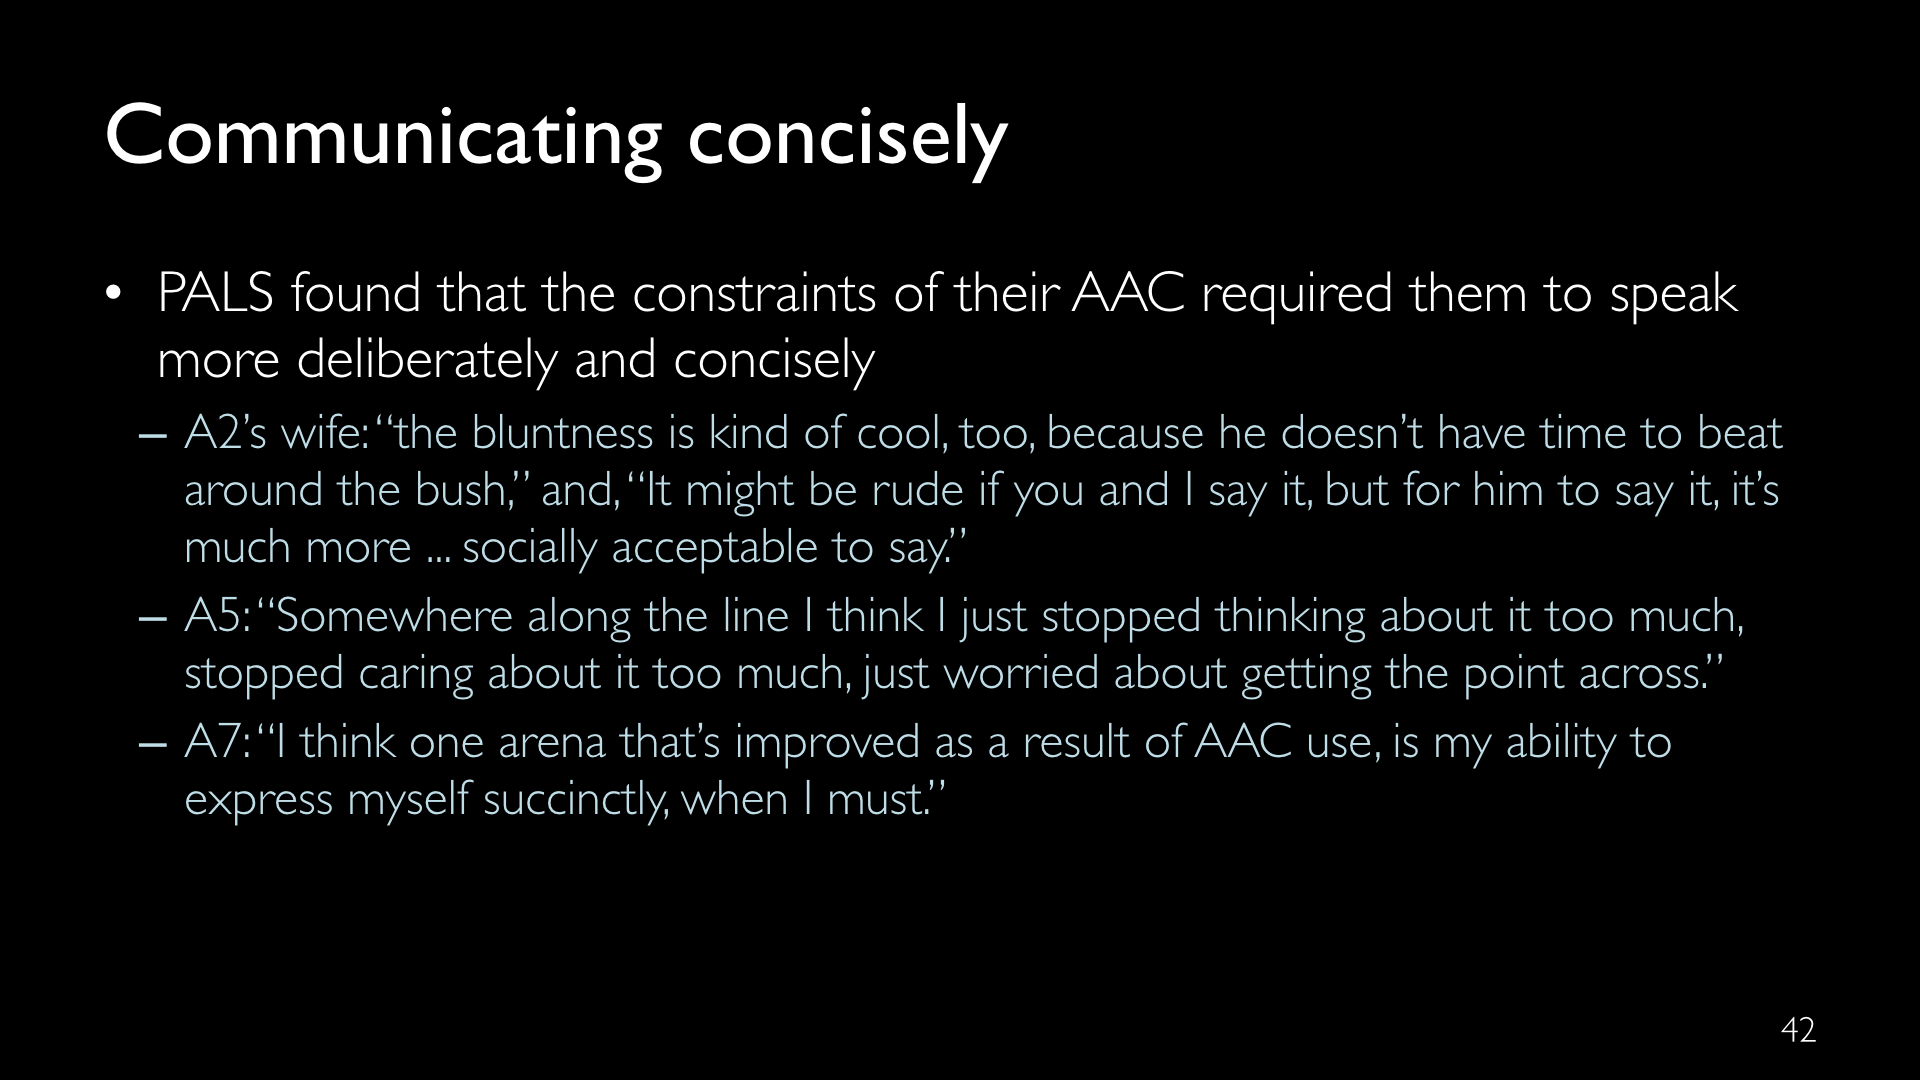 Communicating concisely
• PALS found that the constraints of their AAC required them to speak
more deliberately and concisely
– A2’s wife: “the bluntness is kind of cool, too, because he doesn’t have time to beat
around the bush,” and, “It might be rude if you and I say it, but for him to say it, it’s
much more ... socially acceptable to say.”
– A5: “Somewhere along the line I think I just stopped thinking about it too much,
stopped caring about it too much, just worried about getting the point across.”
– A7: “I think one arena that’s improved as a result of AAC use, is my ability to
express myself succinctly, when I must.”
42